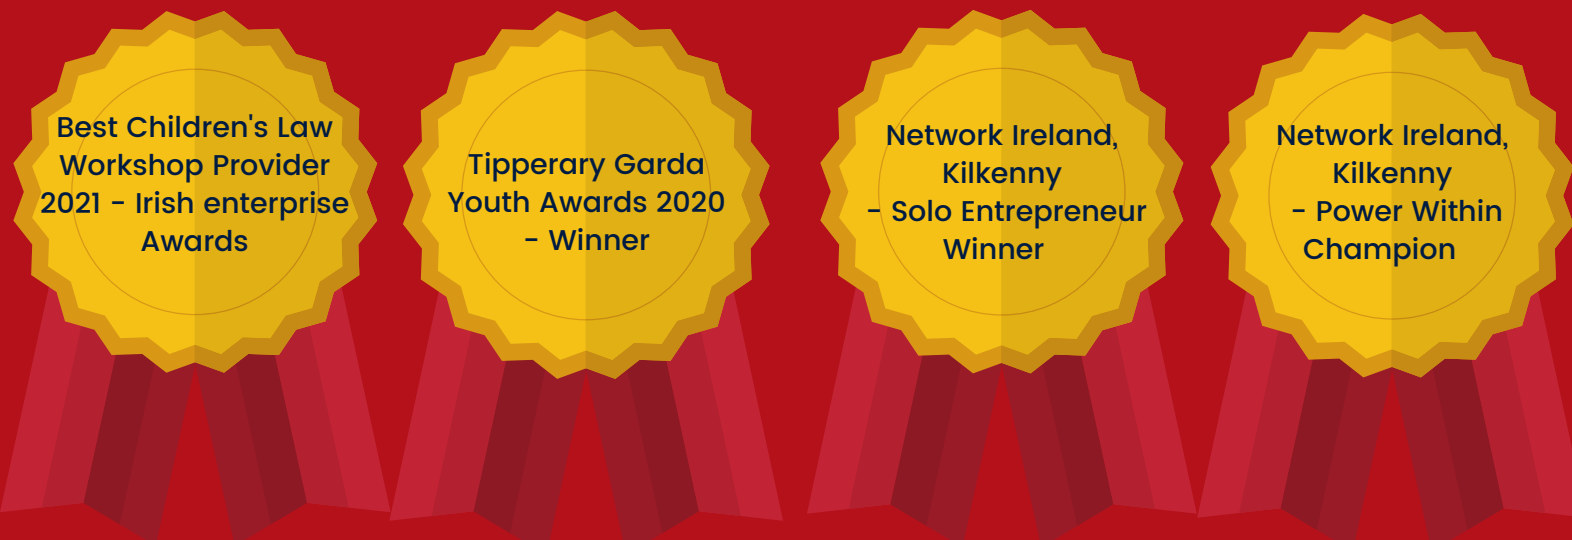 Best Children's Law
Workshop Provider
2021 - Irish enterprise
Awards
Tipperary Garda
Youth Awards 2020
- Winner
Network Ireland,
Kilkenny
- Solo Entrepreneur
Winner
Network Ireland,
Kilkenny
- Power Within
Champion